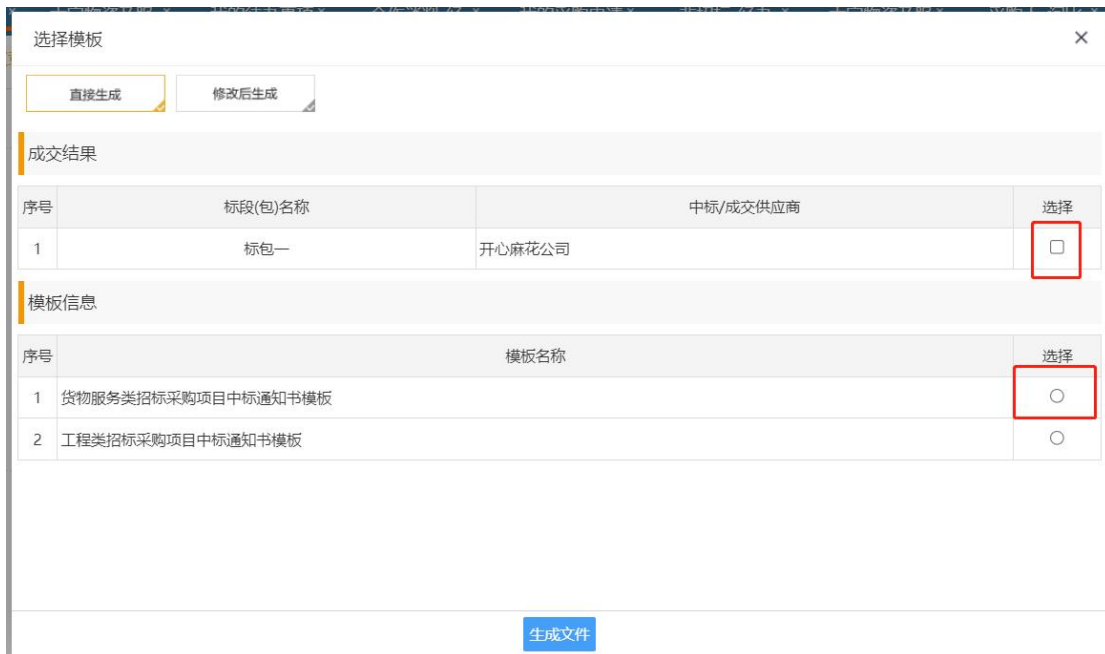 选择模板 ×
直接生成 修改后生成
成交结果
序号 标段(包)名称 中标/成交供应商 选择
1 标包一 开心麻花公司
模板信息
序号 模板名称 选择
1 货物服务类招标采购项目中标通知书模板
2 工程类招标采购项目中标通知书模板
生成文件